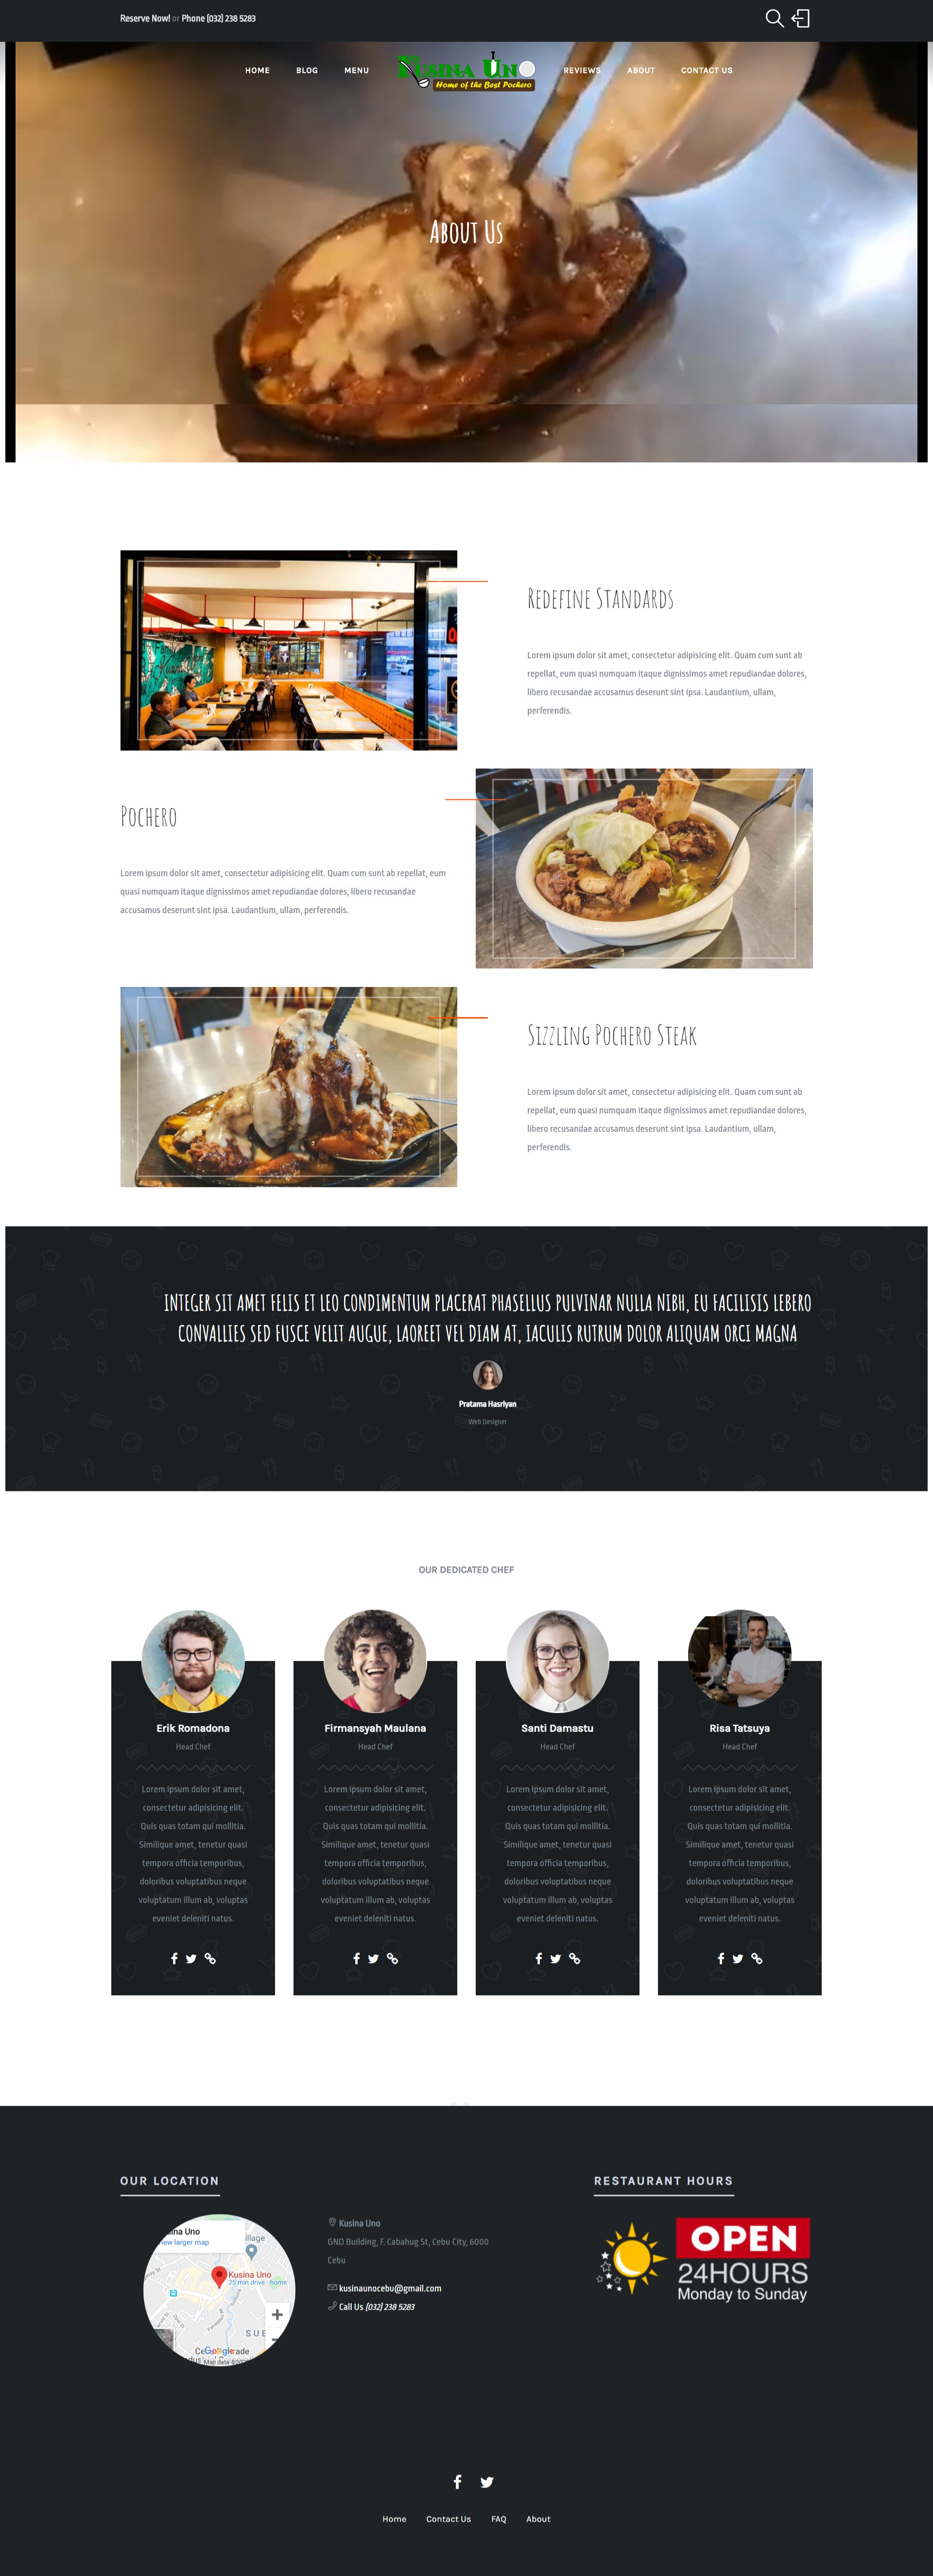 Reserve Now! or Phone (032) 238 5283
HOME BLOG MENU KUSINA UNO REVIEWS ABOUT CONTACT US
Home of the Best Pochero
About Us
Redefine Standards
Lorem ipsum dolor sit amet, consectetur adipisicing elit. Quam cum sunt ab
repellat, eum quasi numquam itaque dignissimos amet repudiandae dolores,
libero recusandae accusamus deserunt sint ipsa. Laudantium, ullam,
perferendis.
Pochero
Lorem ipsum dolor sit amet, consectetur adipisicing elit. Quam cum sunt ab repellat, eum
quasi numquam itaque dignissimos amet repudiandae dolores, libero recusandae
accusamus deserunt sint ipsa. Laudantium, ullam, perferendis.
Sizzling Pochero Steak
Lorem ipsum dolor sit amet, consectetur adipisicing elit. Quam cum sunt ab
repellat, eum quasi numquam itaque dignissimos amet repudiandae dolores,
libero recusandae accusamus deserunt sint ipsa. Laudantium, ullam,
perferendis.
INTEGER SIT AMET FELIS ET LEO CONDIMENTUM PLACERAT PHASELLUS PULVINAR NULLA NIBH, EU FACILISIS LEBERO
CONVALLIES SED FUSCE VELIT AUGUE, LAOREET VEL DIAM AT, IACULIS RUTRUM DOLOR ALIQUAM ORCI MAGNA
Pratama Hasriyan
Web Designer
OUR DEDICATED CHEF
Erik Romadona
Head Chef
Lorem ipsum dolor sit amet,
consectetur adipisicing elit.
Quis quas totam qui mollitia.
Similique amet, tenetur quasi
tempora officia temporibus,
doloribus voluptatibus neque
voluptatum illum ab, voluptas
eveniet deleniti natus.
Firmansyah Maulana
Head Chef
Lorem ipsum dolor sit amet,
consectetur adipisicing elit.
Quis quas totam qui mollitia.
Similique amet, tenetur quasi
tempora officia temporibus,
doloribus voluptatibus neque
voluptatum illum ab, voluptas
eveniet deleniti natus.
Santi Damastu
Head Chef
Lorem ipsum dolor sit amet,
consectetur adipisicing elit.
Quis quas totam qui mollitia.
Similique amet, tenetur quasi
tempora officia temporibus,
doloribus voluptatibus neque
voluptatum illum ab, voluptas
eveniet deleniti natus.
Risa Tatsuya
Head Chef
Lorem ipsum dolor sit amet,
consectetur adipisicing elit.
Quis quas totam qui mollitia.
Similique amet, tenetur quasi
tempora officia temporibus,
doloribus voluptatibus neque
voluptatum illum ab, voluptas
eveniet deleniti natus.
OUR LOCATION
ina Uno
iew larger map
illage
Kusina Uno
25 min drive - home
SUE
Google
Map data
Kusina Uno
GND Building, F. Cabahug St, Cebu City, 6000
Cebu
kusinaunocebu@gmail.com
Call Us (032) 238 5283
RESTAURANT HOURS
OPEN
24HOURS
Monday to Sunday
Home Contact Us FAQ About